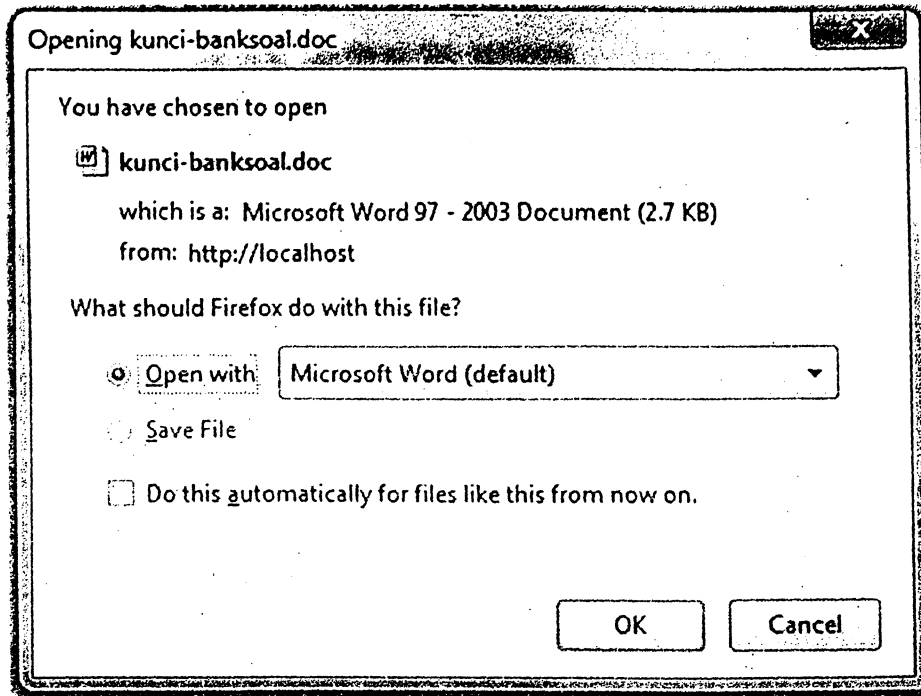 Opening kunci-banksoal.doc
You have chosen to open
kunci-banksoal.doc
which is a: Microsoft Word 97 - 2003 Document (2.7 KB)
from: http://localhost
What should Firefox do with this file?
Open with Microsoft Word (default)
Save File
Do this automatically for files like this from now on.
OK Cancel